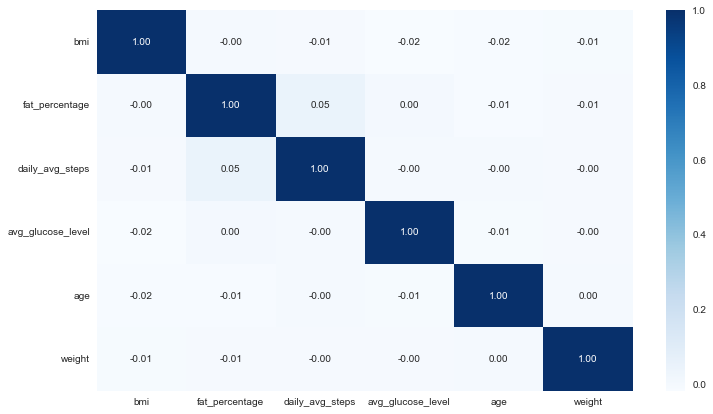 bmi 1.00 -0.00 -0.01 -0.02 -0.02 -0.01
fat_percentage -0.00 1.00 0.05 0.00 -0.01 -0.01
daily_avg_steps -0.01 0.05 1.00 -0.00 -0.00 -0.00
avg_glucose_level -0.02 0.00 -0.00 1.00 -0.01 -0.00
age -0.02 -0.01 -0.00 -0.01 1.00 0.00
weight -0.01 -0.01 -0.00 -0.00 0.00 1.00
bmi fat_percentage daily_avg_steps avg_glucose_level age weight
1.0
0.8
0.6
0.4
0.2
-0.0